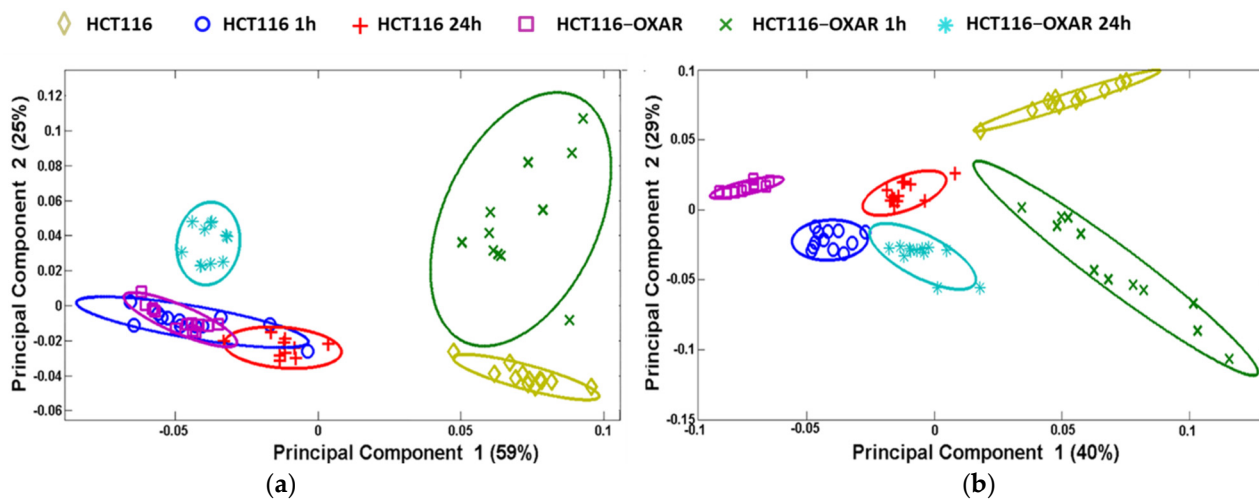 HCT116 HCT116 1h HCT116 24h HCT116−OXAR HCT116−OXAR 1h HCT116−OXAR 24h
Principal Component 2 (25%)
0.12
0.1
0.08
0.06
0.04
0.02
0
-0.02
-0.04
-0.06
-0.05 0 0.05 0.1
Principal Component 1 (59%)
(a)
Principal Component 2 (29%)
0.1
0.05
0
-0.05
-0.1
-0.15
-0.1 -0.05 0 0.05 0.1
Principal Component 1 (40%)
(b)